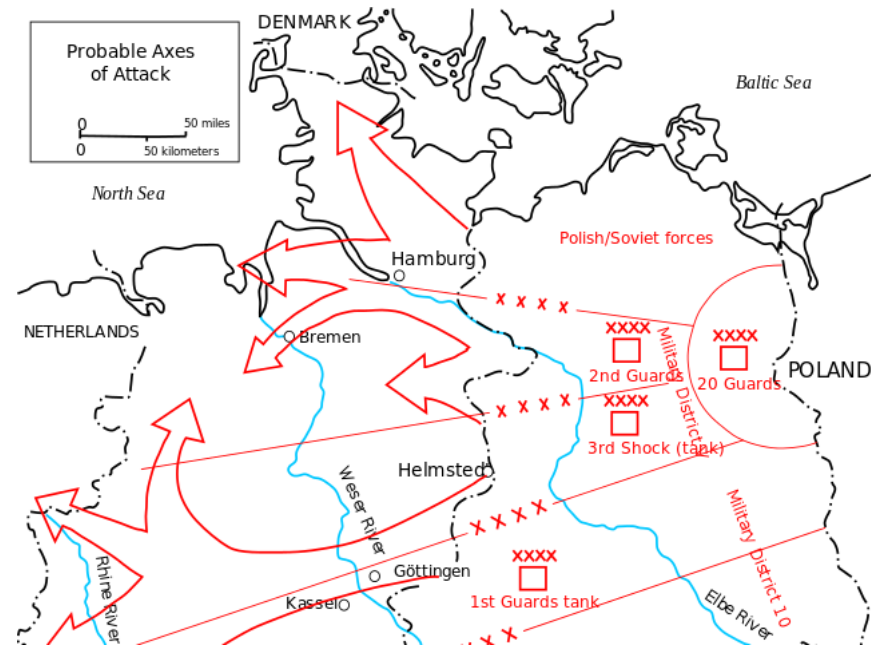 DENMARK
Probable Axes
of Attack
0
50 miles
0
50 kilometers
Baltic Sea
North Sea
Polish/Soviet forces
Hamburg
x x x x
NETHERLANDS
Bremen
xxxx
xxxx
Military District 7
POLAND
2nd Guards
20 Guards
xxxx
x x x x
3rd Shock (tank)
Helmsted
Weser River
x x x x
Military District 10
xxxx
Rhine River
Göttingen
Kassel
1st Guards tank
Elbe River
x x x